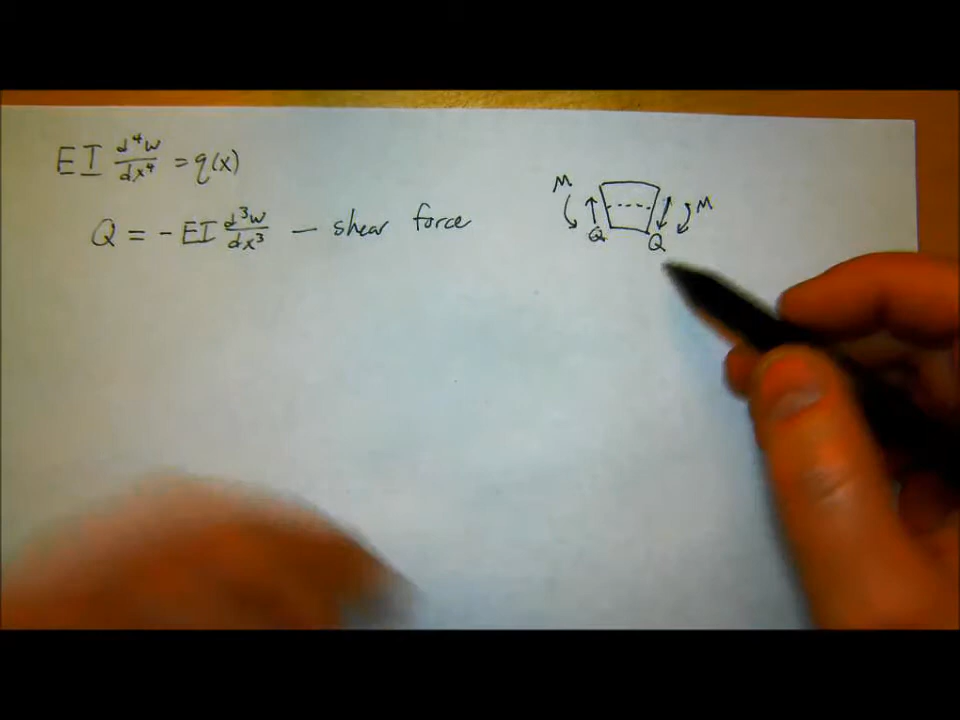 EI d⁴w/dx⁴ = q(x)
Q = -EI d³w/dx³ — shear force
M M
Q Q